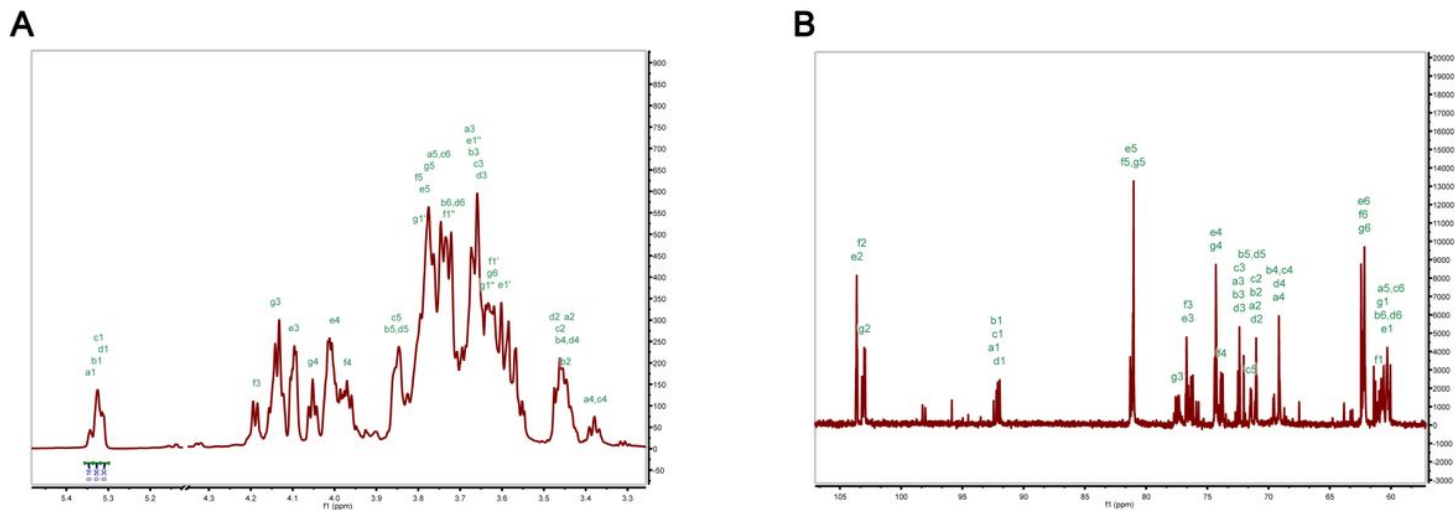 A
B
900
850
800
750
700
650
600
550
500
450
400
350
300
250
200
150
100
50
0
-50
a3
e1"
b3
c3
d3
a5,c6
g5
f5
e5
g1'
b6,d6
f1"
f1'
g6
g1" e1'
c5
b5,d5
d2 a2
c2
b4,d4
b2
a4,c4
g3
e3
e4
g4
f4
f3
c1
d1
b1
a1
5.4 5.3 5.2 4.3 4.1 4.0 3.9 3.8 3.7 3.6 3.5 3.4 3.3
f1 (ppm)
20000
19000
18000
17000
16000
15000
14000
13000
12000
11000
10000
9000
8000
7000
6000
5000
4000
3000
2000
1000
0
-1000
-2000
-3000
e5
f5,g5
f2
e2
g2
b1
c1
a1
d1
e4
g4
f3
e3
g3
f4
b5,d5
c3
a3
b3
d3
c2
b2
a2
d2
c5
b4,c4
d4
a4
e6
f6
g6
a5,c6
g1
b6,d6
e1
f1
105 100 95 90 85 80 75 70 65 60
f1 (ppm)